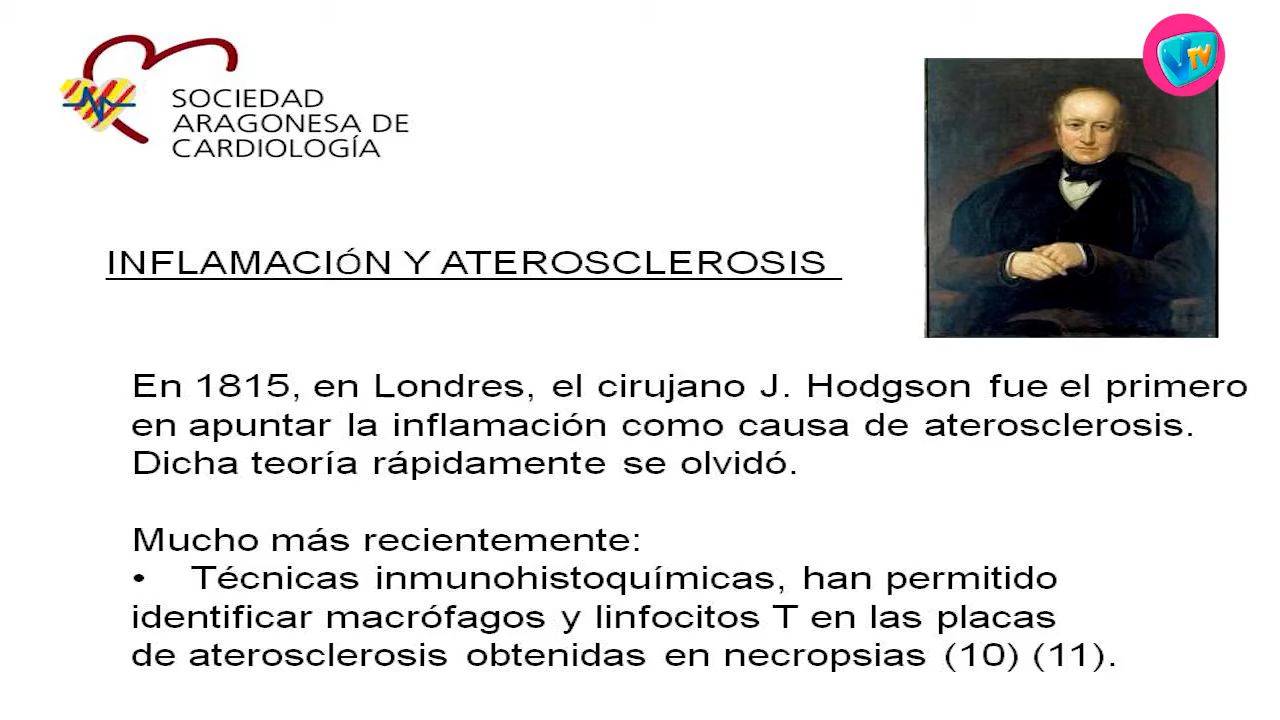 VTV
SOCIEDAD
ARAGONESA DE
CARDIOLOGÍA
INFLAMACIÓN Y ATEROSCLEROSIS
En 1815, en Londres, el cirujano J. Hodgson fue el primero
en apuntar la inflamación como causa de aterosclerosis.
Dicha teoría rápidamente se olvidó.
Mucho más recientemente:
• Técnicas inmunohistoquímicas, han permitido
identificar macrófagos y linfocitos T en las placas
de aterosclerosis obtenidas en necropsias (10) (11).